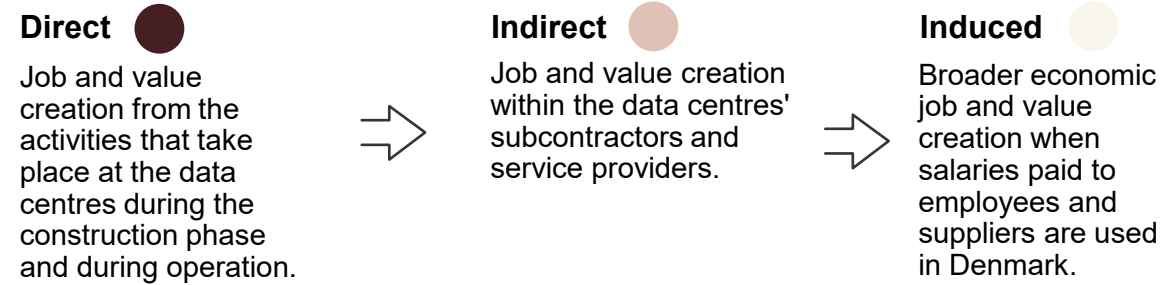 Direct
Job and value
creation from the
activities that take
place at the data
centres during the
construction phase
and during operation.
Indirect
Job and value creation
within the data centres'
subcontractors and
service providers.
Induced
Broader economic
job and value
creation when
salaries paid to
employees and
suppliers are used
in Denmark.